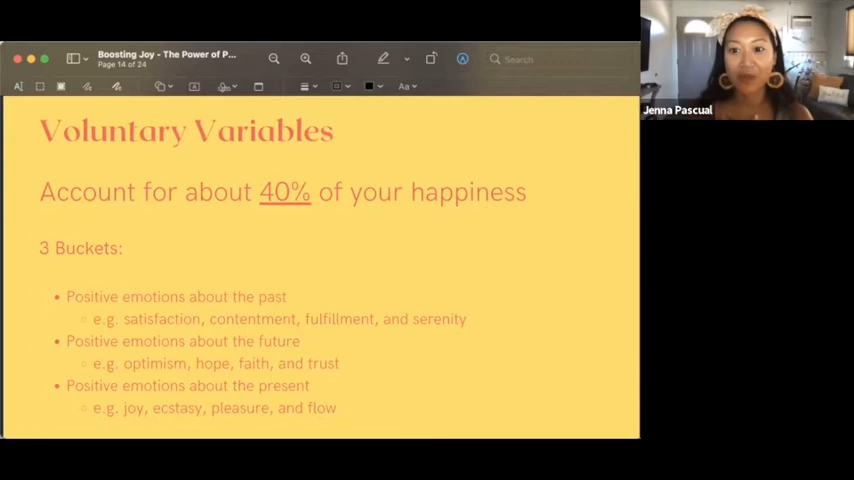 Boosting Joy - The Power of P...
Page 14 of 24
Search
Aa
Voluntary Variables
Account for about 40% of your happiness
3 Buckets:
• Positive emotions about the past
○ e.g. satisfaction, contentment, fulfillment, and serenity
• Positive emotions about the future
○ e.g. optimism, hope, faith, and trust
• Positive emotions about the present
○ e.g. joy, ecstasy, pleasure, and flow
Jenna Pascual